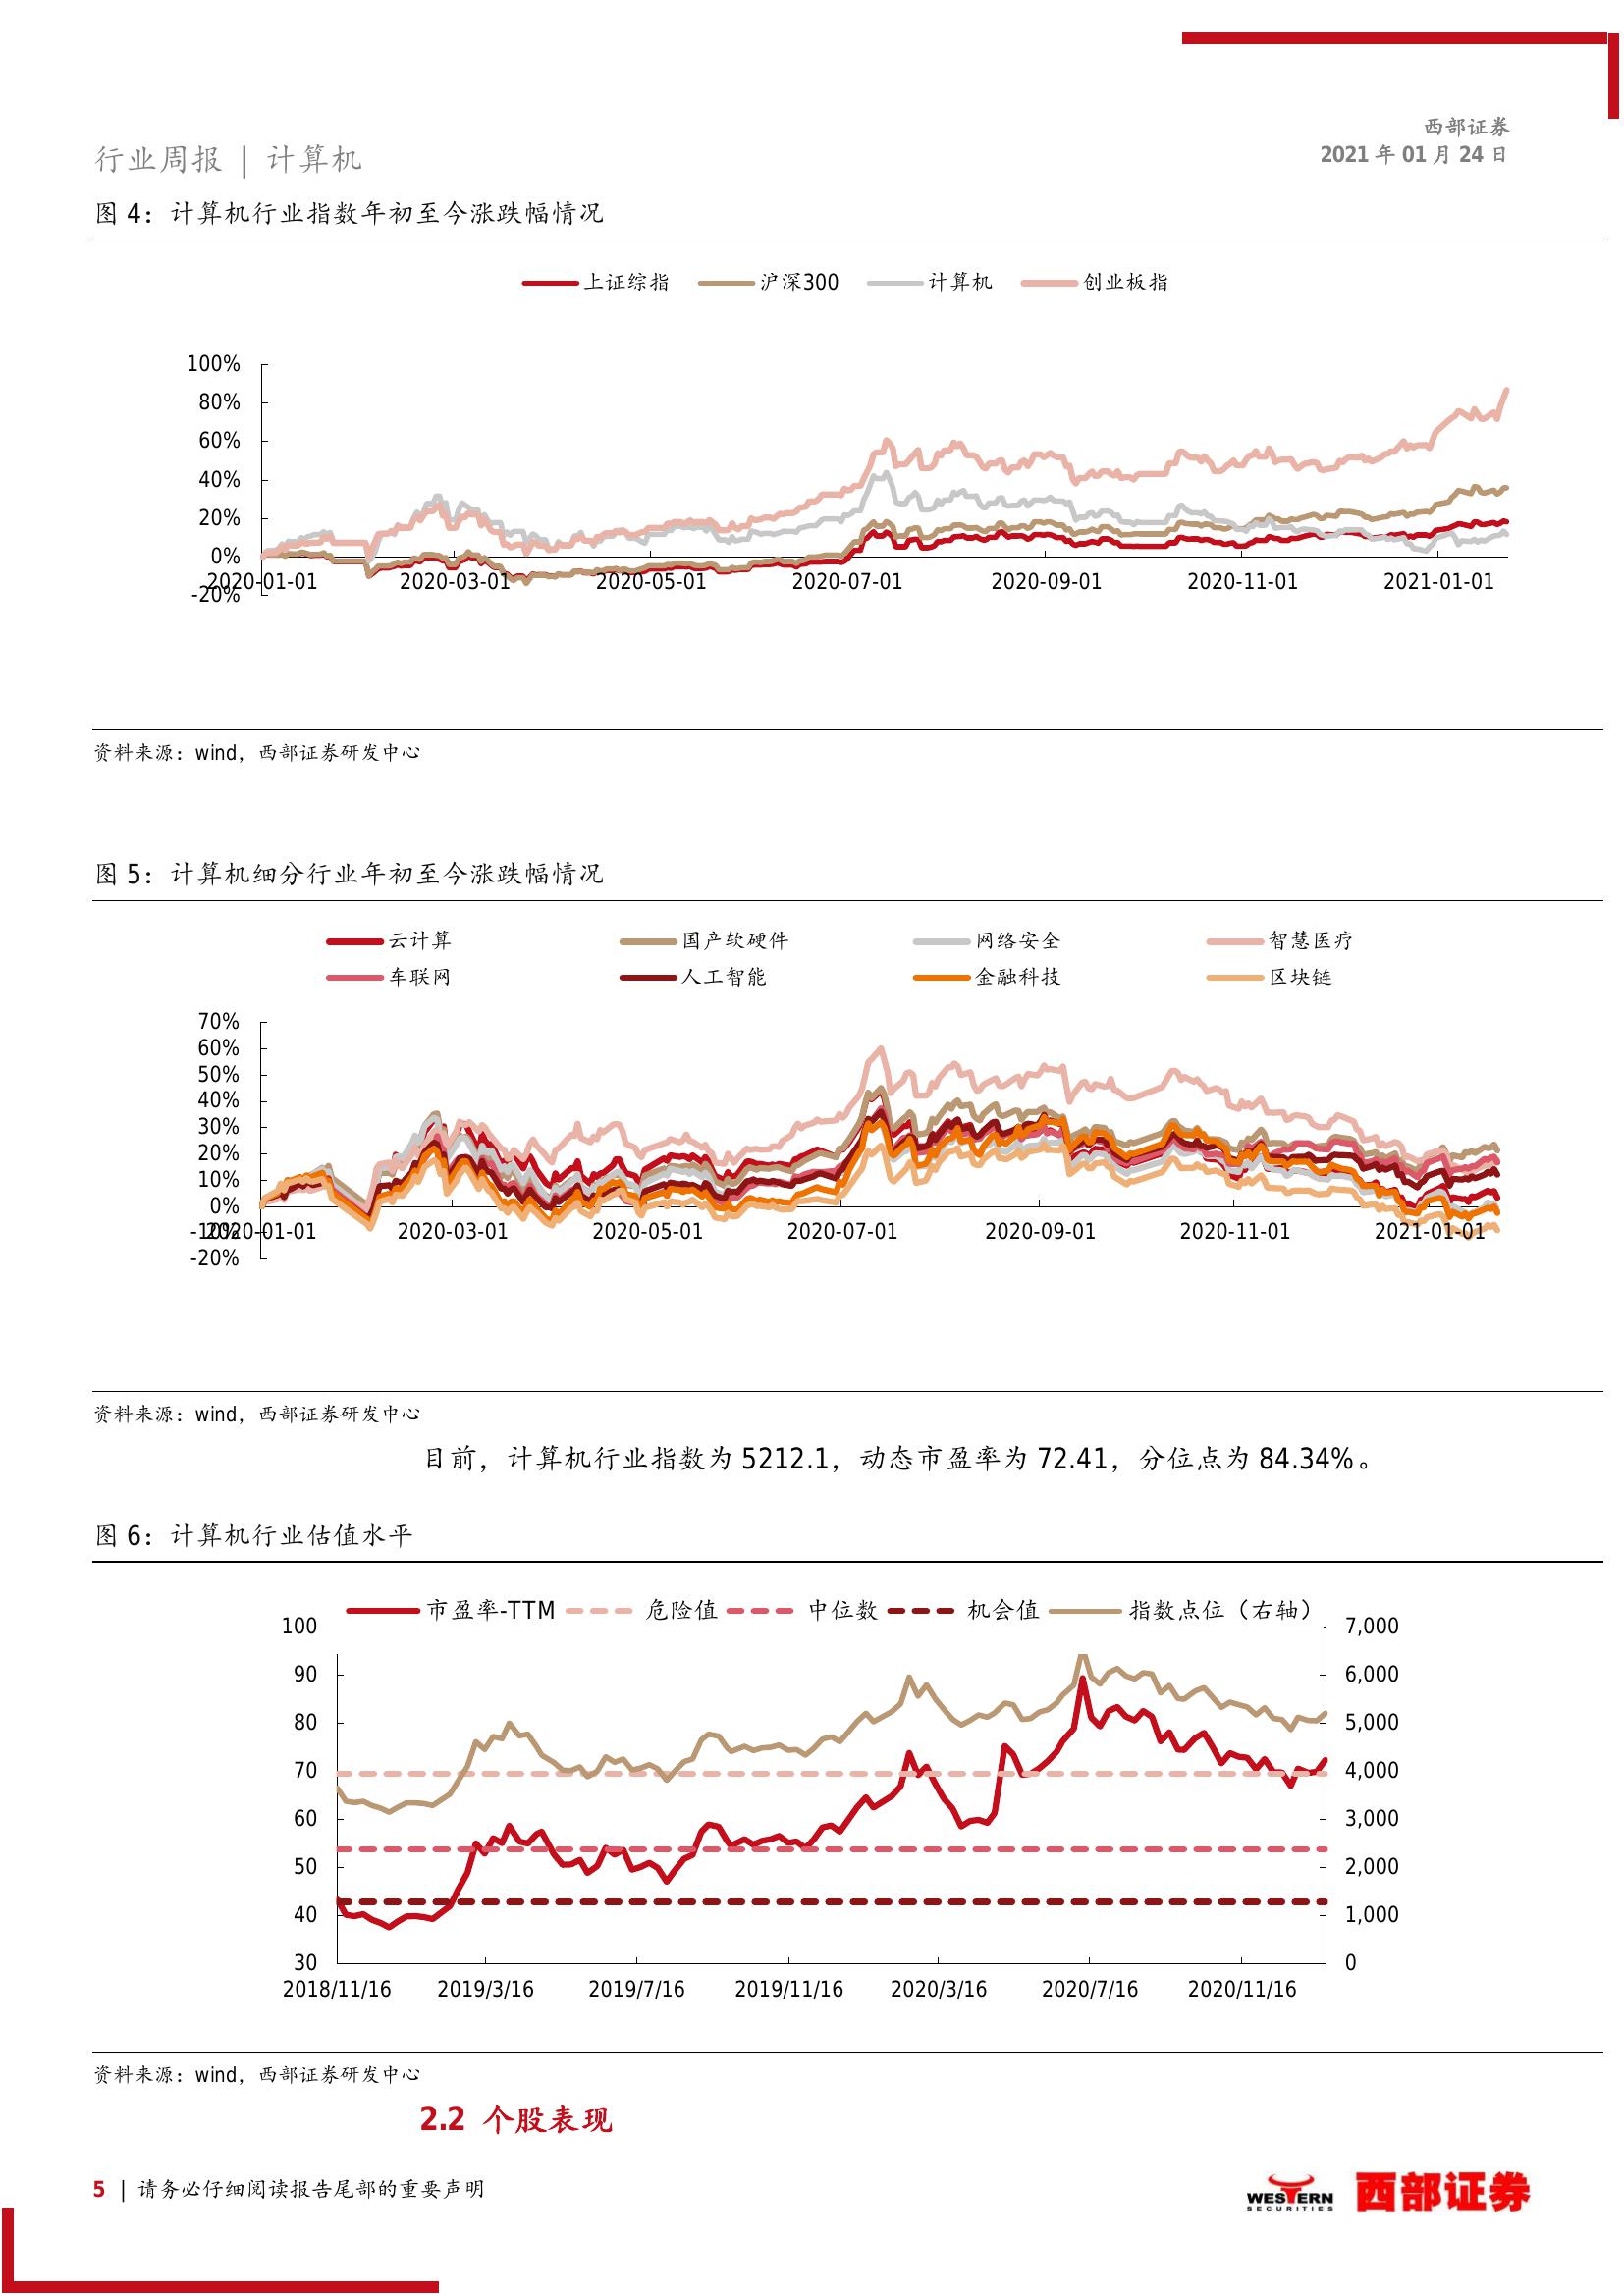 西部证券
2021 年 01 月 24 日
行业周报 | 计算机
图 4：计算机行业指数年初至今涨跌幅情况
上证综指 沪深300 计算机 创业板指
100%
80%
60%
40%
20%
0%
-20%
2020-01-01 2020-03-01 2020-05-01 2020-07-01 2020-09-01 2020-11-01 2021-01-01
资料来源：wind，西部证券研发中心
图 5：计算机细分行业年初至今涨跌幅情况
云计算 国产软硬件 网络安全 智慧医疗
车联网 人工智能 金融科技 区块链
70%
60%
50%
40%
30%
20%
10%
0%
-10%
-20%
2020-01-01 2020-03-01 2020-05-01 2020-07-01 2020-09-01 2020-11-01 2021-01-01
资料来源：wind，西部证券研发中心
目前，计算机行业指数为 5212.1，动态市盈率为 72.41，分位点为 84.34%。
图 6：计算机行业估值水平
市盈率-TTM 危险值 中位数 机会值 指数点位（右轴）
100 7,000
90 6,000
80 5,000
70 4,000
60 3,000
50 2,000
40 1,000
30 0
2018/11/16 2019/3/16 2019/7/16 2019/11/16 2020/3/16 2020/7/16 2020/11/16
资料来源：wind，西部证券研发中心
2.2 个股表现
5 | 请务必仔细阅读报告尾部的重要声明
WESTERN
SECURITIES
西部证券